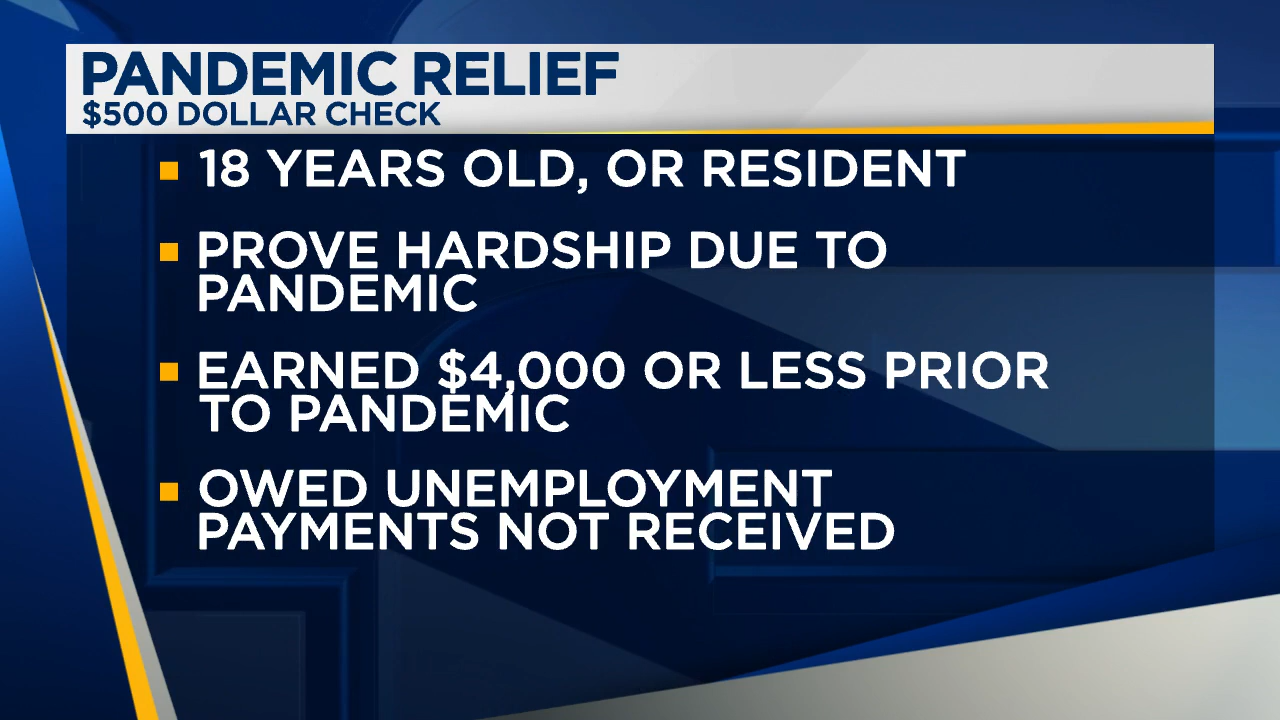 PANDEMIC RELIEF
$500 DOLLAR CHECK
18 YEARS OLD, OR RESIDENT
PROVE HARDSHIP DUE TO
PANDEMIC
EARNED $4,000 OR LESS PRIOR
TO PANDEMIC
OWED UNEMPLOYMENT
PAYMENTS NOT RECEIVED